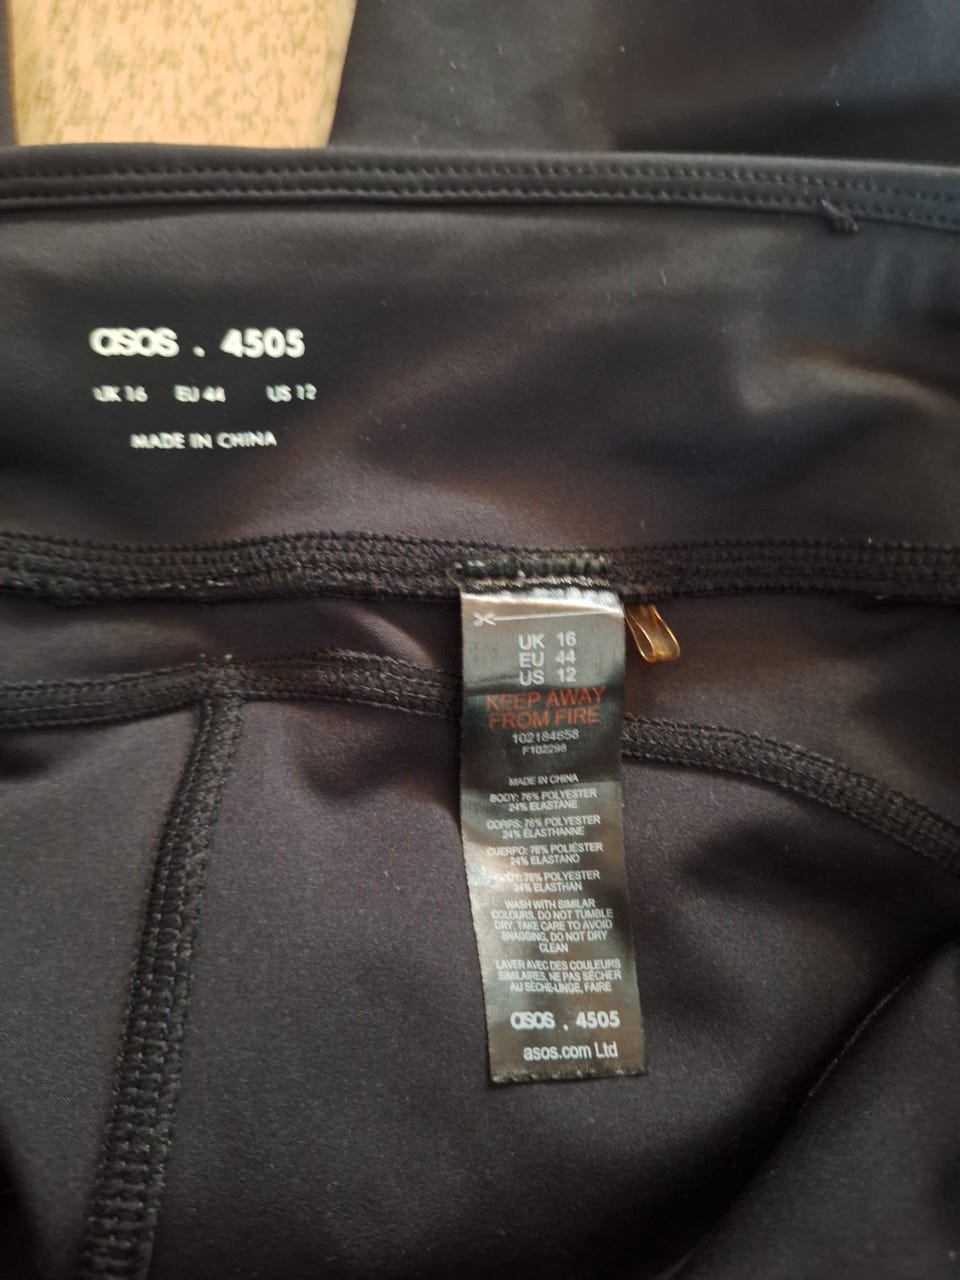 asos . 4505
UK 16 EU 44 US 12
MADE IN CHINA
UK 16
EU 44
US 12
KEEP AWAY
FROM FIRE
102184658
F102298
MADE IN CHINA
BODY: 76% POLYESTER
24% ELASTANE
CORPS: 76% POLYESTER
24% ELASTHANNE
CUERPO: 76% POLIÉSTER
24% ELASTANO
BODY: 76% POLYESTER
24% ELASTHAN
WASH WITH SIMILAR
COLOURS, DO NOT TUMBLE
DRY, TAKE CARE TO AVOID
SNAGGING, DO NOT DRY
CLEAN
LAVER AVEC DES COULEURS
SIMILAIRES, NE PAS SÉCHER
AU SÈCHE-LINGE, FAIRE
asos . 4505
asos.com Ltd